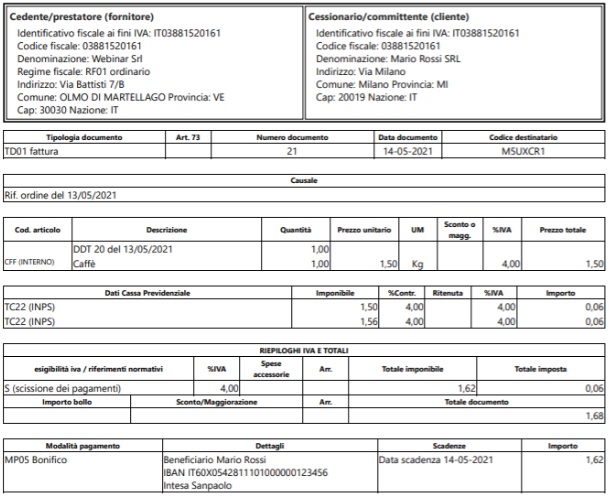 Cedente/prestatore (fornitore)
Identificativo fiscale ai fini IVA: IT03881520161
Codice fiscale: 03881520161
Denominazione: Webinar Srl
Regime fiscale: RF01 ordinario
Indirizzo: Via Battisti 7/B
Comune: OLMO DI MARTELLAGO Provincia: VE
Cap: 30030 Nazione: IT
Cessionario/committente (cliente)
Identificativo fiscale ai fini IVA: IT03881520161
Codice fiscale: 03881520161
Denominazione: Mario Rossi SRL
Indirizzo: Via Milano
Comune: Milano Provincia: MI
Cap: 20019 Nazione: IT
Tipologia documento Art. 73 Numero documento Data documento Codice destinatario
TD01 fattura 21 14-05-2021 M5UXCR1
Causale
Rif. ordine del 13/05/2021
Cod. articolo Descrizione Quantità Prezzo unitario UM Sconto o magg. %IVA Prezzo totale
DDT 20 del 13/05/2021 1,00
CFF (INTERNO) Caffè 1,00 1,50 Kg 4,00 1,50
Dati Cassa Previdenziale Imponibile %Contr. Ritenuta %IVA Importo
TC22 (INPS) 1,50 4,00 4,00 0,06
TC22 (INPS) 1,56 4,00 4,00 0,06
RIEPILOGHI IVA E TOTALI
esigibilità iva / riferimenti normativi %IVA Spese accessorie Arr. Totale imponibile Totale imposta
S (scissione dei pagamenti) 4,00 1,62 0,06
Importo bollo Sconto/Maggiorazione Arr. Totale documento
1,68
Modalità pagamento Dettagli Scadenze Importo
MP05 Bonifico Beneficiario Mario Rossi Data scadenza 14-05-2021 1,62
IBAN IT60X0542811101000000123456
Intesa Sanpaolo